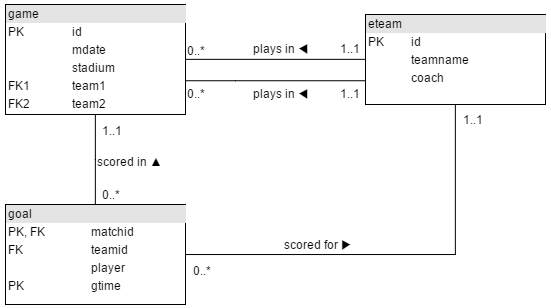 game
PK id
mdate
stadium
FK1 team1
FK2 team2
0..* plays in ◄ 1..1
0..* plays in ◄ 1..1
eteam
PK id
teamname
coach
1..1
1..1
scored in ▲
0..*
goal
PK, FK matchid
FK teamid
player
PK gtime
scored for ►
0..*